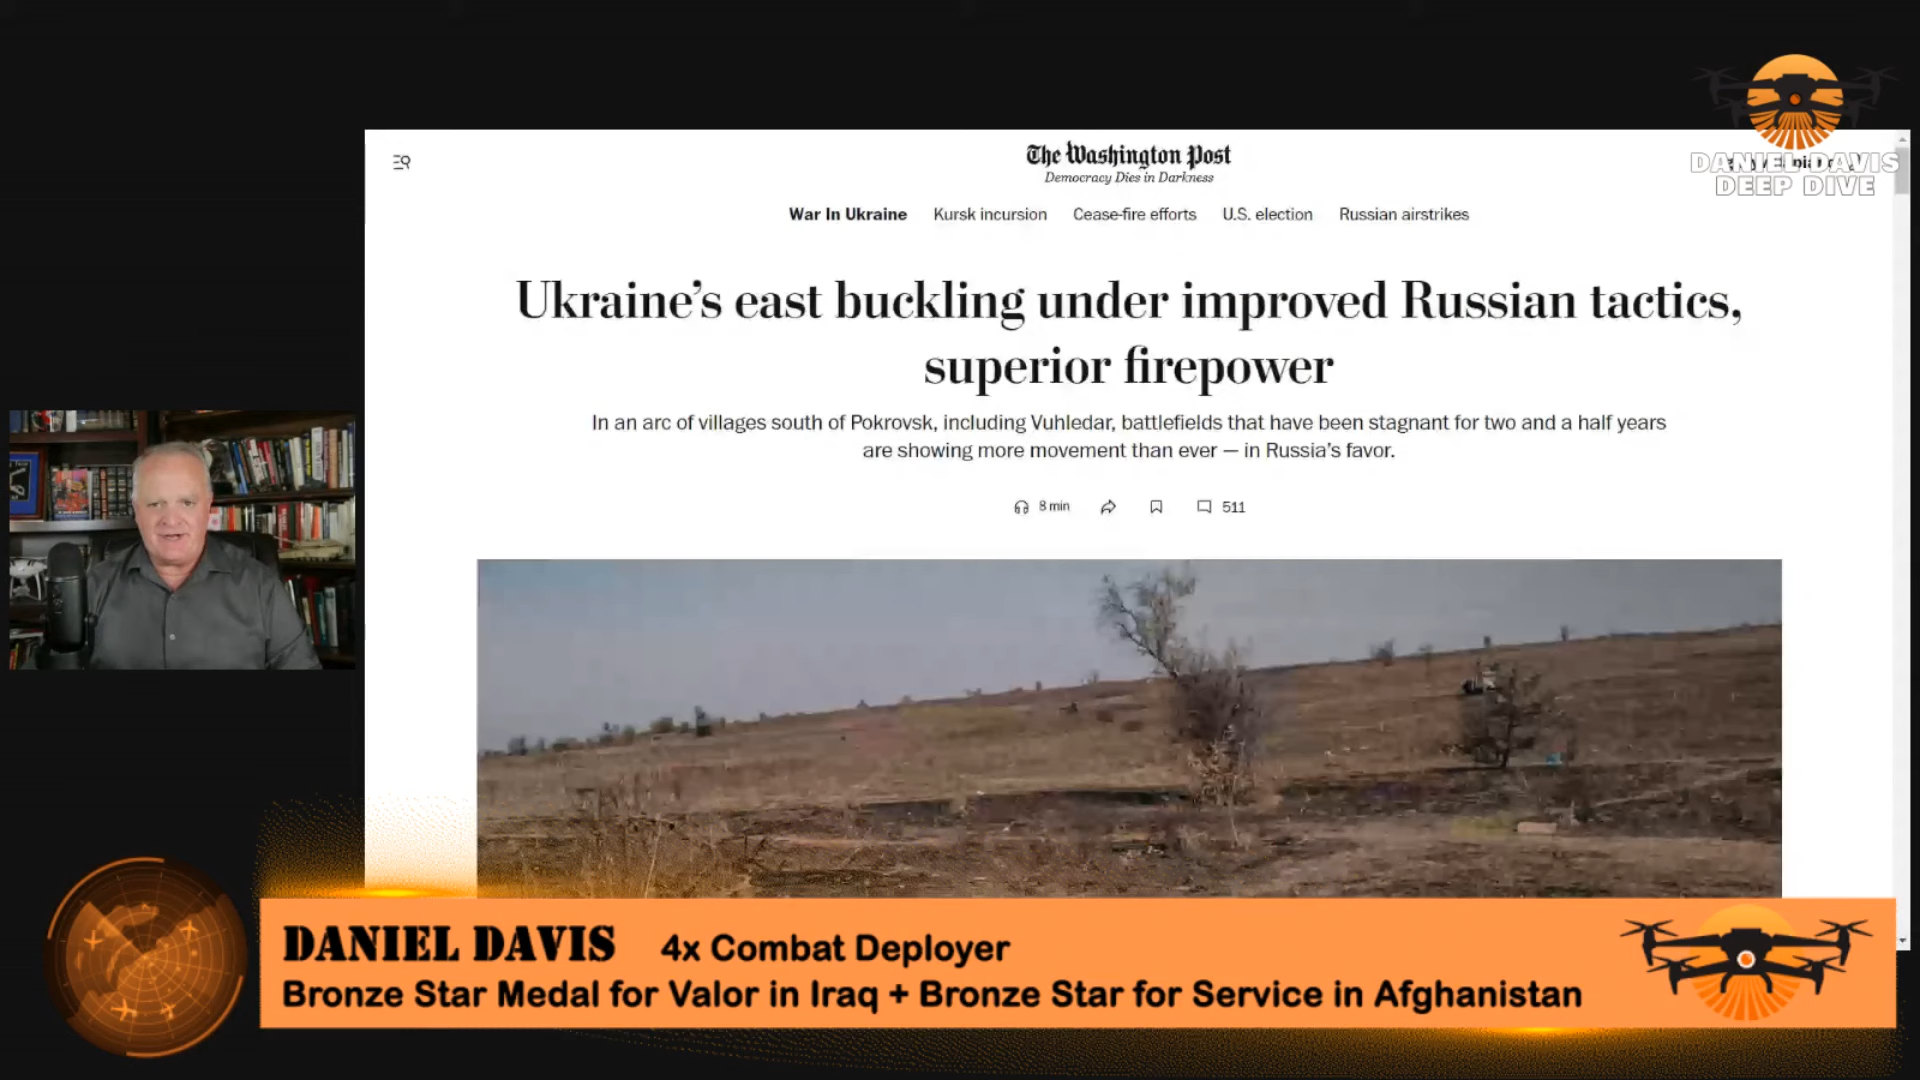 The Washington Post
Democracy Dies in Darkness
DANIEL DAVIS
DEEP DIVE
War In Ukraine Kursk incursion Cease-fire efforts U.S. election Russian airstrikes
Ukraine’s east buckling under improved Russian tactics,
superior firepower
In an arc of villages south of Pokrovsk, including Vuhledar, battlefields that have been stagnant for two and a half years
are showing more movement than ever — in Russia’s favor.
8 min 511
DANIEL DAVIS 4x Combat Deployer
Bronze Star Medal for Valor in Iraq + Bronze Star for Service in Afghanistan